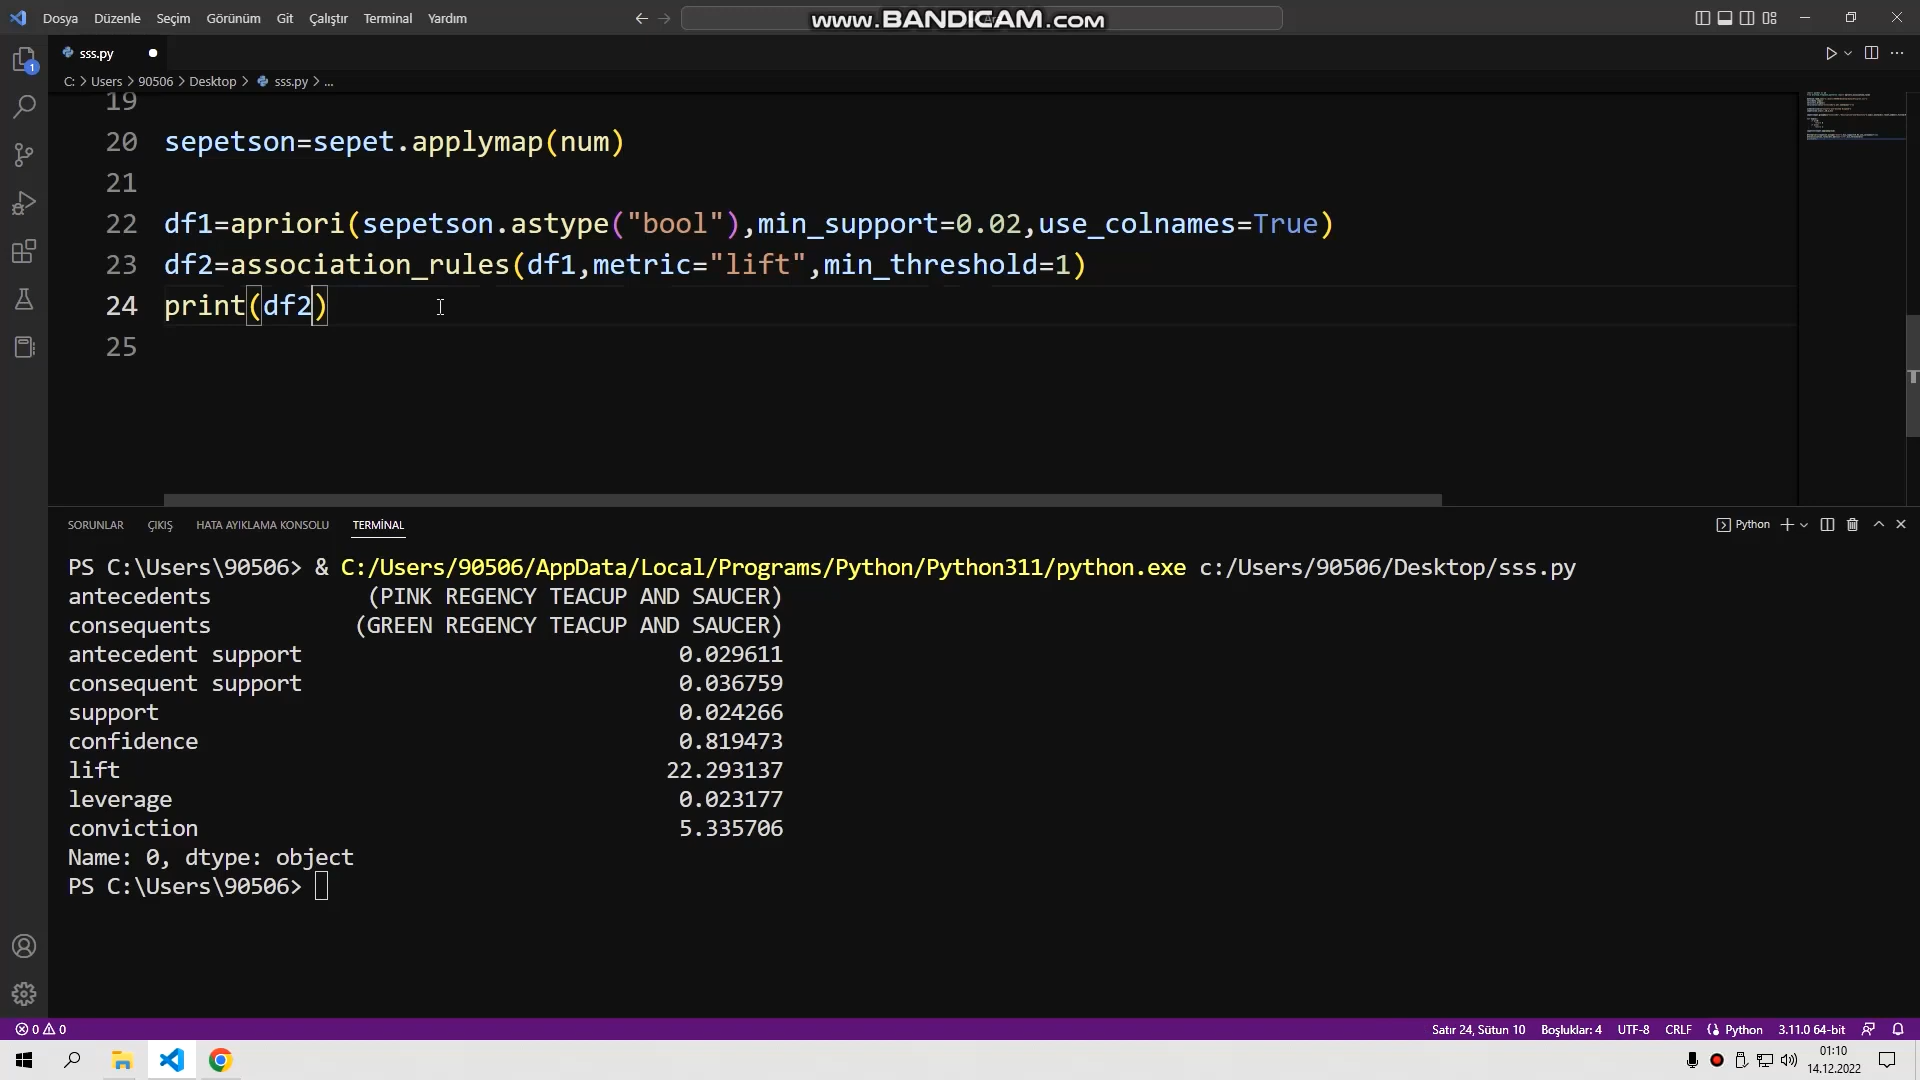 Dosya Düzenle Seçim Görünüm Git Çalıştır Terminal Yardım
www.BANDICAM.com
sss.py
C: > Users > 90506 > Desktop > sss.py > ...
19
20 sepetson=sepet.applymap(num)
21
22 df1=apriori(sepetson.astype("bool"),min_support=0.02,use_colnames=True)
23 df2=association_rules(df1,metric="lift",min_threshold=1)
24 print(df2)
25
SORUNLAR ÇIKIŞ HATA AYIKLAMA KONSOLU TERMİNAL
Python
PS C:\Users\90506> & C:/Users/90506/AppData/Local/Programs/Python/Python311/python.exe c:/Users/90506/Desktop/sss.py
antecedents (PINK REGENCY TEACUP AND SAUCER)
consequents (GREEN REGENCY TEACUP AND SAUCER)
antecedent support 0.029611
consequent support 0.036759
support 0.024266
confidence 0.819473
lift 22.293137
leverage 0.023177
conviction 5.335706
Name: 0, dtype: object
PS C:\Users\90506>
0 0
Satır 24, Sütun 10 Boşluklar: 4 UTF-8 CRLF Python 3.11.0 64-bit
01:10
14.12.2022
1